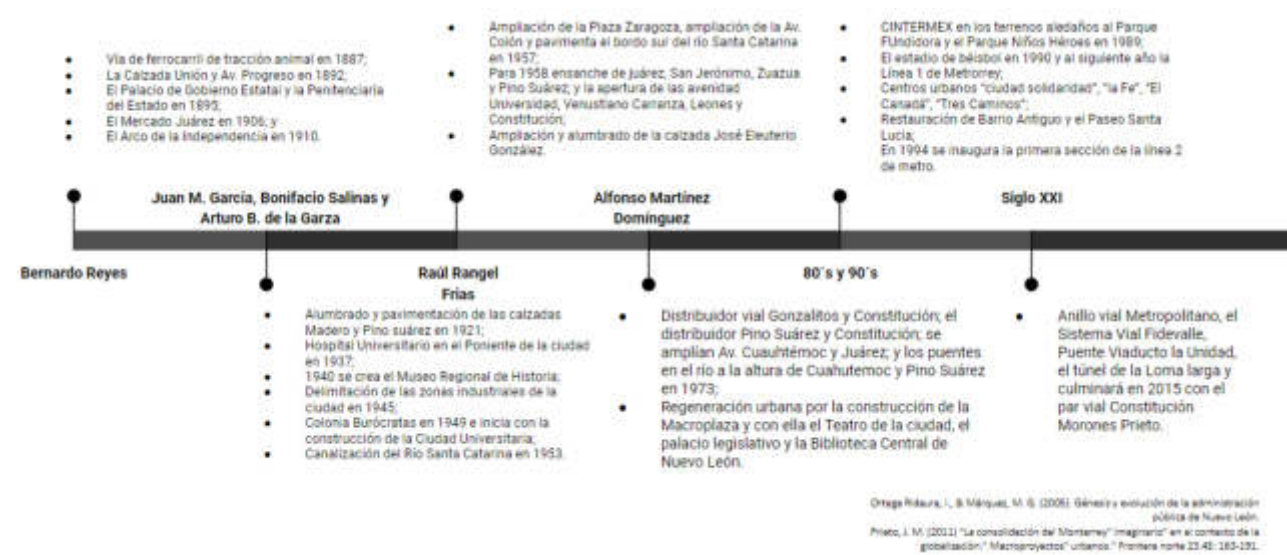 Vía de ferrocarril de tracción animal en 1887;
La Calzada Unión y Av. Progreso en 1892;
El Palacio de Gobierno Estatal y la Penitenciaria
del Estado en 1895;
El Mercado Juárez en 1906; y
El Arco de la Independencia en 1910.
Ampliación de la Plaza Zaragoza, ampliación de la Av.
Colón y pavimenta el bordo sur del río Santa Catarina
en 1957;
Para 1958 ensanche de Juárez, San Jerónimo, Zuazua
y Pino Suárez; y la apertura de las avenidad
Universidad, Venustiano Carranza, Leones y
Constitución;
Ampliación y alumbrado de la calzada José Eleuterio
González.
CINTERMEX en los terrenos aledaños al Parque
FUndidora y el Parque Niños Héroes en 1989;
El estadio de béisbol en 1990 y al siguiente año la
Línea 1 de Metrorrey;
Centros urbanos "ciudad solidaridad", "la Fe", "El
Canadá", "Tres Caminos";
Restauración de Barrio Antiguo y el Paseo Santa
Lucia;
En 1994 se inaugura la primera sección de la línea 2
de metro.
Juan M. García, Bonifacio Salinas y
Arturo B. de la Garza
Alfonso Martínez
Domínguez
Siglo XXI
Bernardo Reyes
Raúl Rangel
Frías
80´s y 90´s
Alumbrado y pavimentación de las calzadas
Madero y Pino suárez en 1921;
Hospital Universitario en el Poniente de la ciudad
en 1937;
1940 se crea el Museo Regional de Historia;
Delimitación de las zonas industriales de la
ciudad en 1945;
Colonia Burócratas en 1949 e inicia con la
construcción de la Ciudad Universitaria;
Canalización del Río Santa Catarina en 1953.
Distribuidor vial Gonzalitos y Constitución; el
distribuidor Pino Suárez y Constitución; se
amplían Av. Cuauhtémoc y Juárez; y los puentes
en el río a la altura de Cuahutemoc y Pino Suárez
en 1973;
Regeneración urbana por la construcción de la
Macroplaza y con ella el Teatro de la ciudad, el
palacio legislativo y la Biblioteca Central de
Nuevo León.
Anillo vial Metropolitano, el
Sistema Vial Fidevalle,
Puente Viaducto la Unidad,
el túnel de la Loma larga y
culminará en 2015 con el
par vial Constitución
Morones Prieto.
Ortega Ridaura, I., & Márquez, M. G. (2005). Génesis y evolución de la administración
pública de Nuevo León.
Prieto, J. M. (2011) "La consolidación del Monterrey" imaginario" en el contexto de la
globalización;" Macroproyectos" urbanos." Frontera norte 23.45: 163-191.